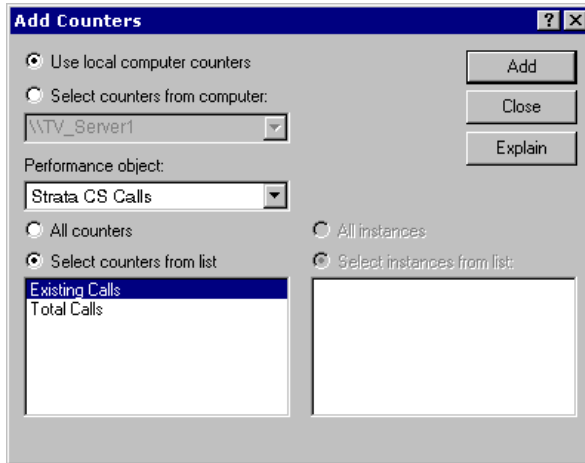 Add Counters
? ×
Use local computer counters
Select counters from computer:
\\TV_Server1
Performance object:
Strata CS Calls
All counters
Select counters from list
Existing Calls
Total Calls
All instances
Select instances from list:
Add
Close
Explain